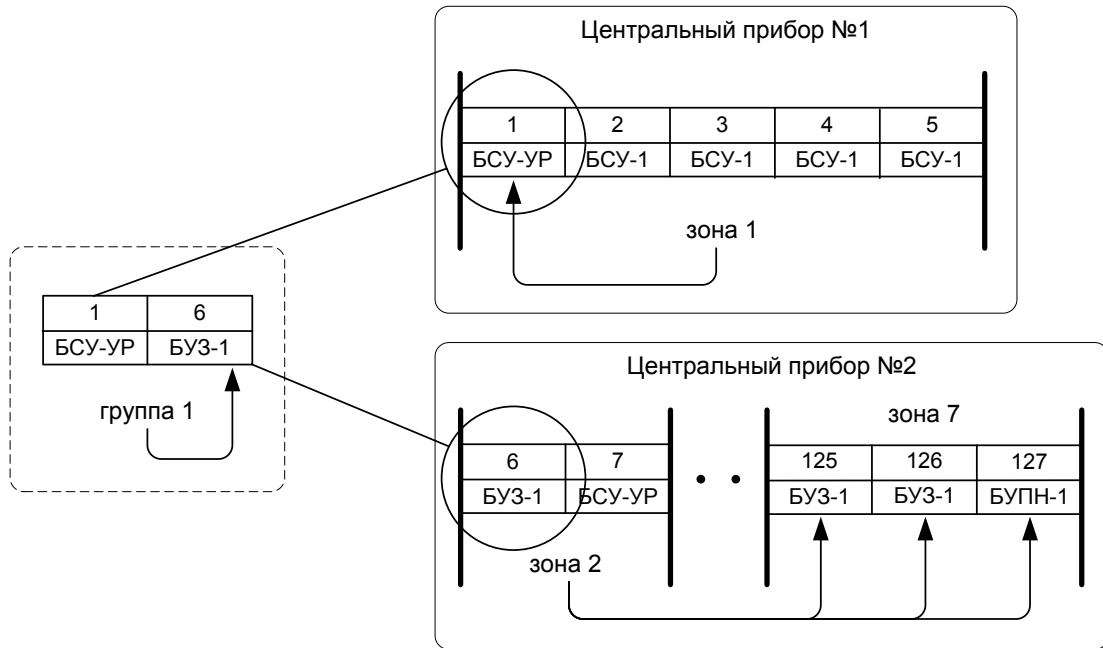 Центральный прибор №1
1 2 3 4 5
БСУ-УР БСУ-1 БСУ-1 БСУ-1 БСУ-1
зона 1
1 6
БСУ-УР БУЗ-1
группа 1
Центральный прибор №2
зона 7
6 7 125 126 127
БУЗ-1 БСУ-УР БУЗ-1 БУЗ-1 БУПН-1
зона 2